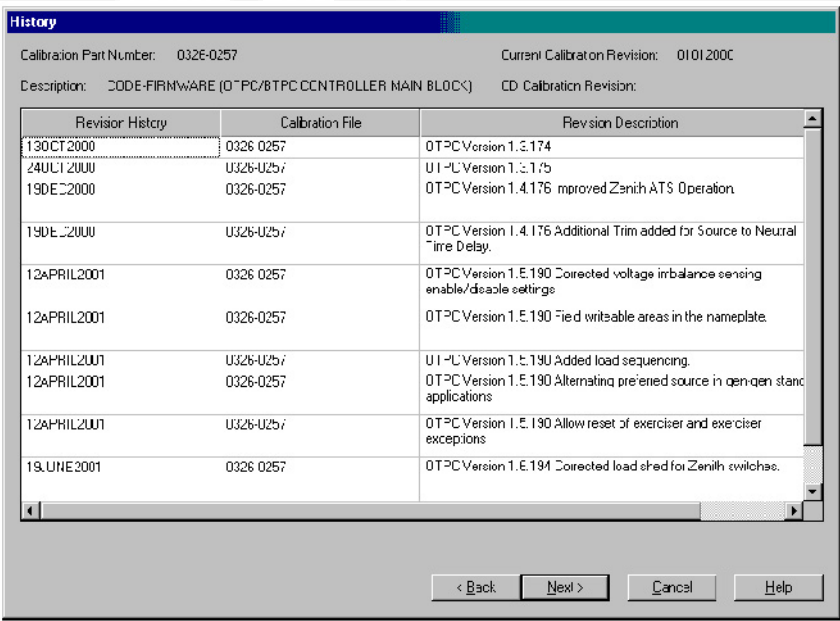 History
Calibration Part Number: 0326-0257 Current Calibration Revision: 01012000
Description: CODE-FIRMWARE (OTPC/BTPC CONTROLLER MAIN BLOCK) CD Calibration Revision:
Revision History Calibration File Revision Description
13OCT2000 0326-0257 OTPC Version 1.3.174
24OCT2000 0326-0257 OTPC Version 1.3.175
19DEC2000 0326-0257 OTPC Version 1.4.176 Improved Zenith ATS Operation.
19DEC2000 0326-0257 OTPC Version 1.4.176 Additional Trim added for Source to Neutral
Time Delay.
12APRIL2001 0326-0257 OTPC Version 1.5.190 Corrected voltage imbalance sensing
enable/disable settings
12APRIL2001 0326-0257 OTPC Version 1.5.190 Field writeable areas in the nameplate.
12APRIL2001 0326-0257 OTPC Version 1.5.190 Added load sequencing.
12APRIL2001 0326-0257 OTPC Version 1.5.190 Alternating preferred source in gen-gen stand
applications
12APRIL2001 0326-0257 OTPC Version 1.5.190 Allow reset of exerciser and exerciser
exceptions
19JUNE2001 0326-0257 OTPC Version 1.6.194 Corrected load shed for Zenith switches.
< Back Next > Cancel Help